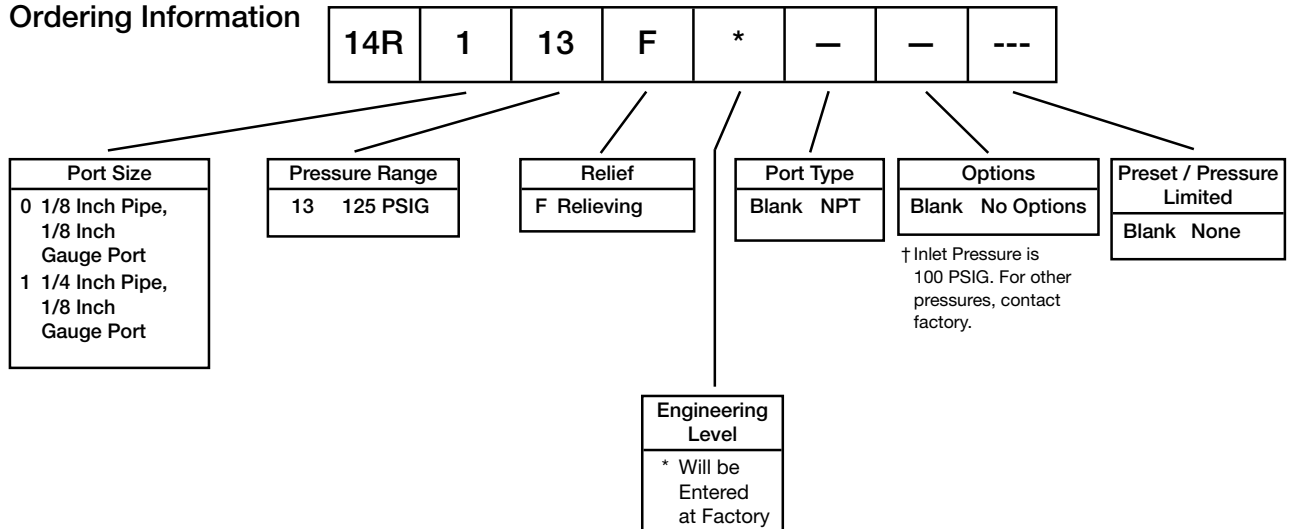 Ordering Information
14R 1 13 F * — — ---
Port Size
0 1/8 Inch Pipe,
1/8 Inch
Gauge Port
1 1/4 Inch Pipe,
1/8 Inch
Gauge Port
Pressure Range
13 125 PSIG
Relief
F Relieving
Port Type
Blank NPT
Options
Blank No Options
† Inlet Pressure is
100 PSIG. For other
pressures, contact
factory.
Preset / Pressure
Limited
Blank None
Engineering
Level
* Will be
Entered
at Factory